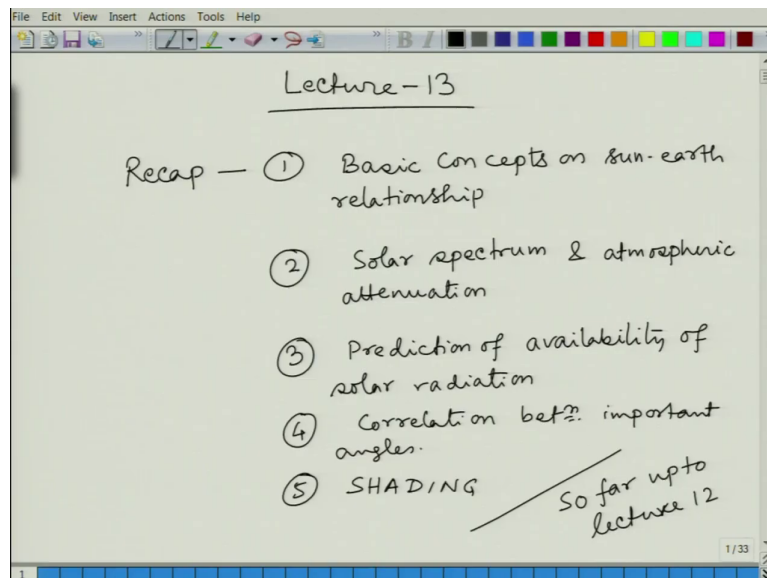 File Edit View Insert Actions Tools Help
Lecture-13
Recap — ① Basic Concepts on sun-earth
relationship
② Solar spectrum & atmospheric
attenuation
③ Prediction of availability of
solar radiation
④ Correlation betn. important
angles.
⑤ SHADING
So far upto
lecture 12
1/33
1